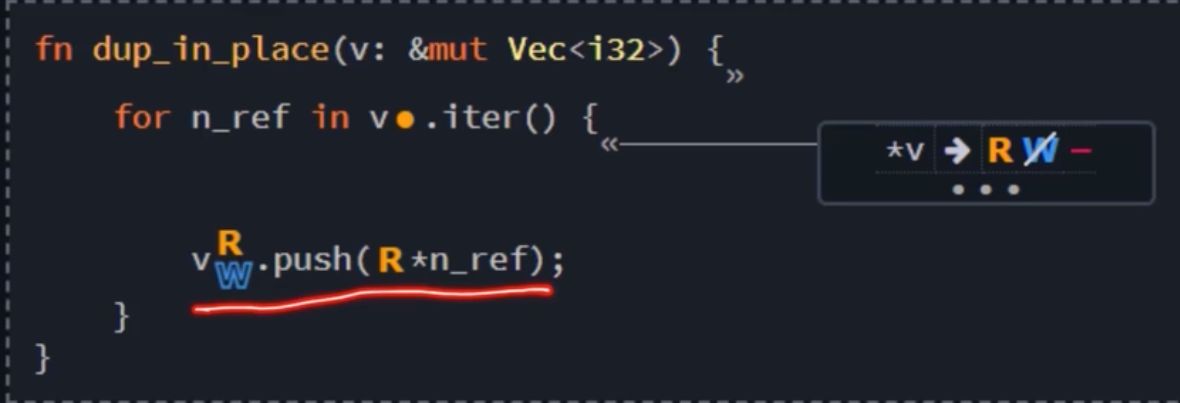 fn dup_in_place(v: &mut Vec<i32>) {
»
for n_ref in v●.iter() {
«
*v → R W –
• • •
v R W .push( R *n_ref);
}
}